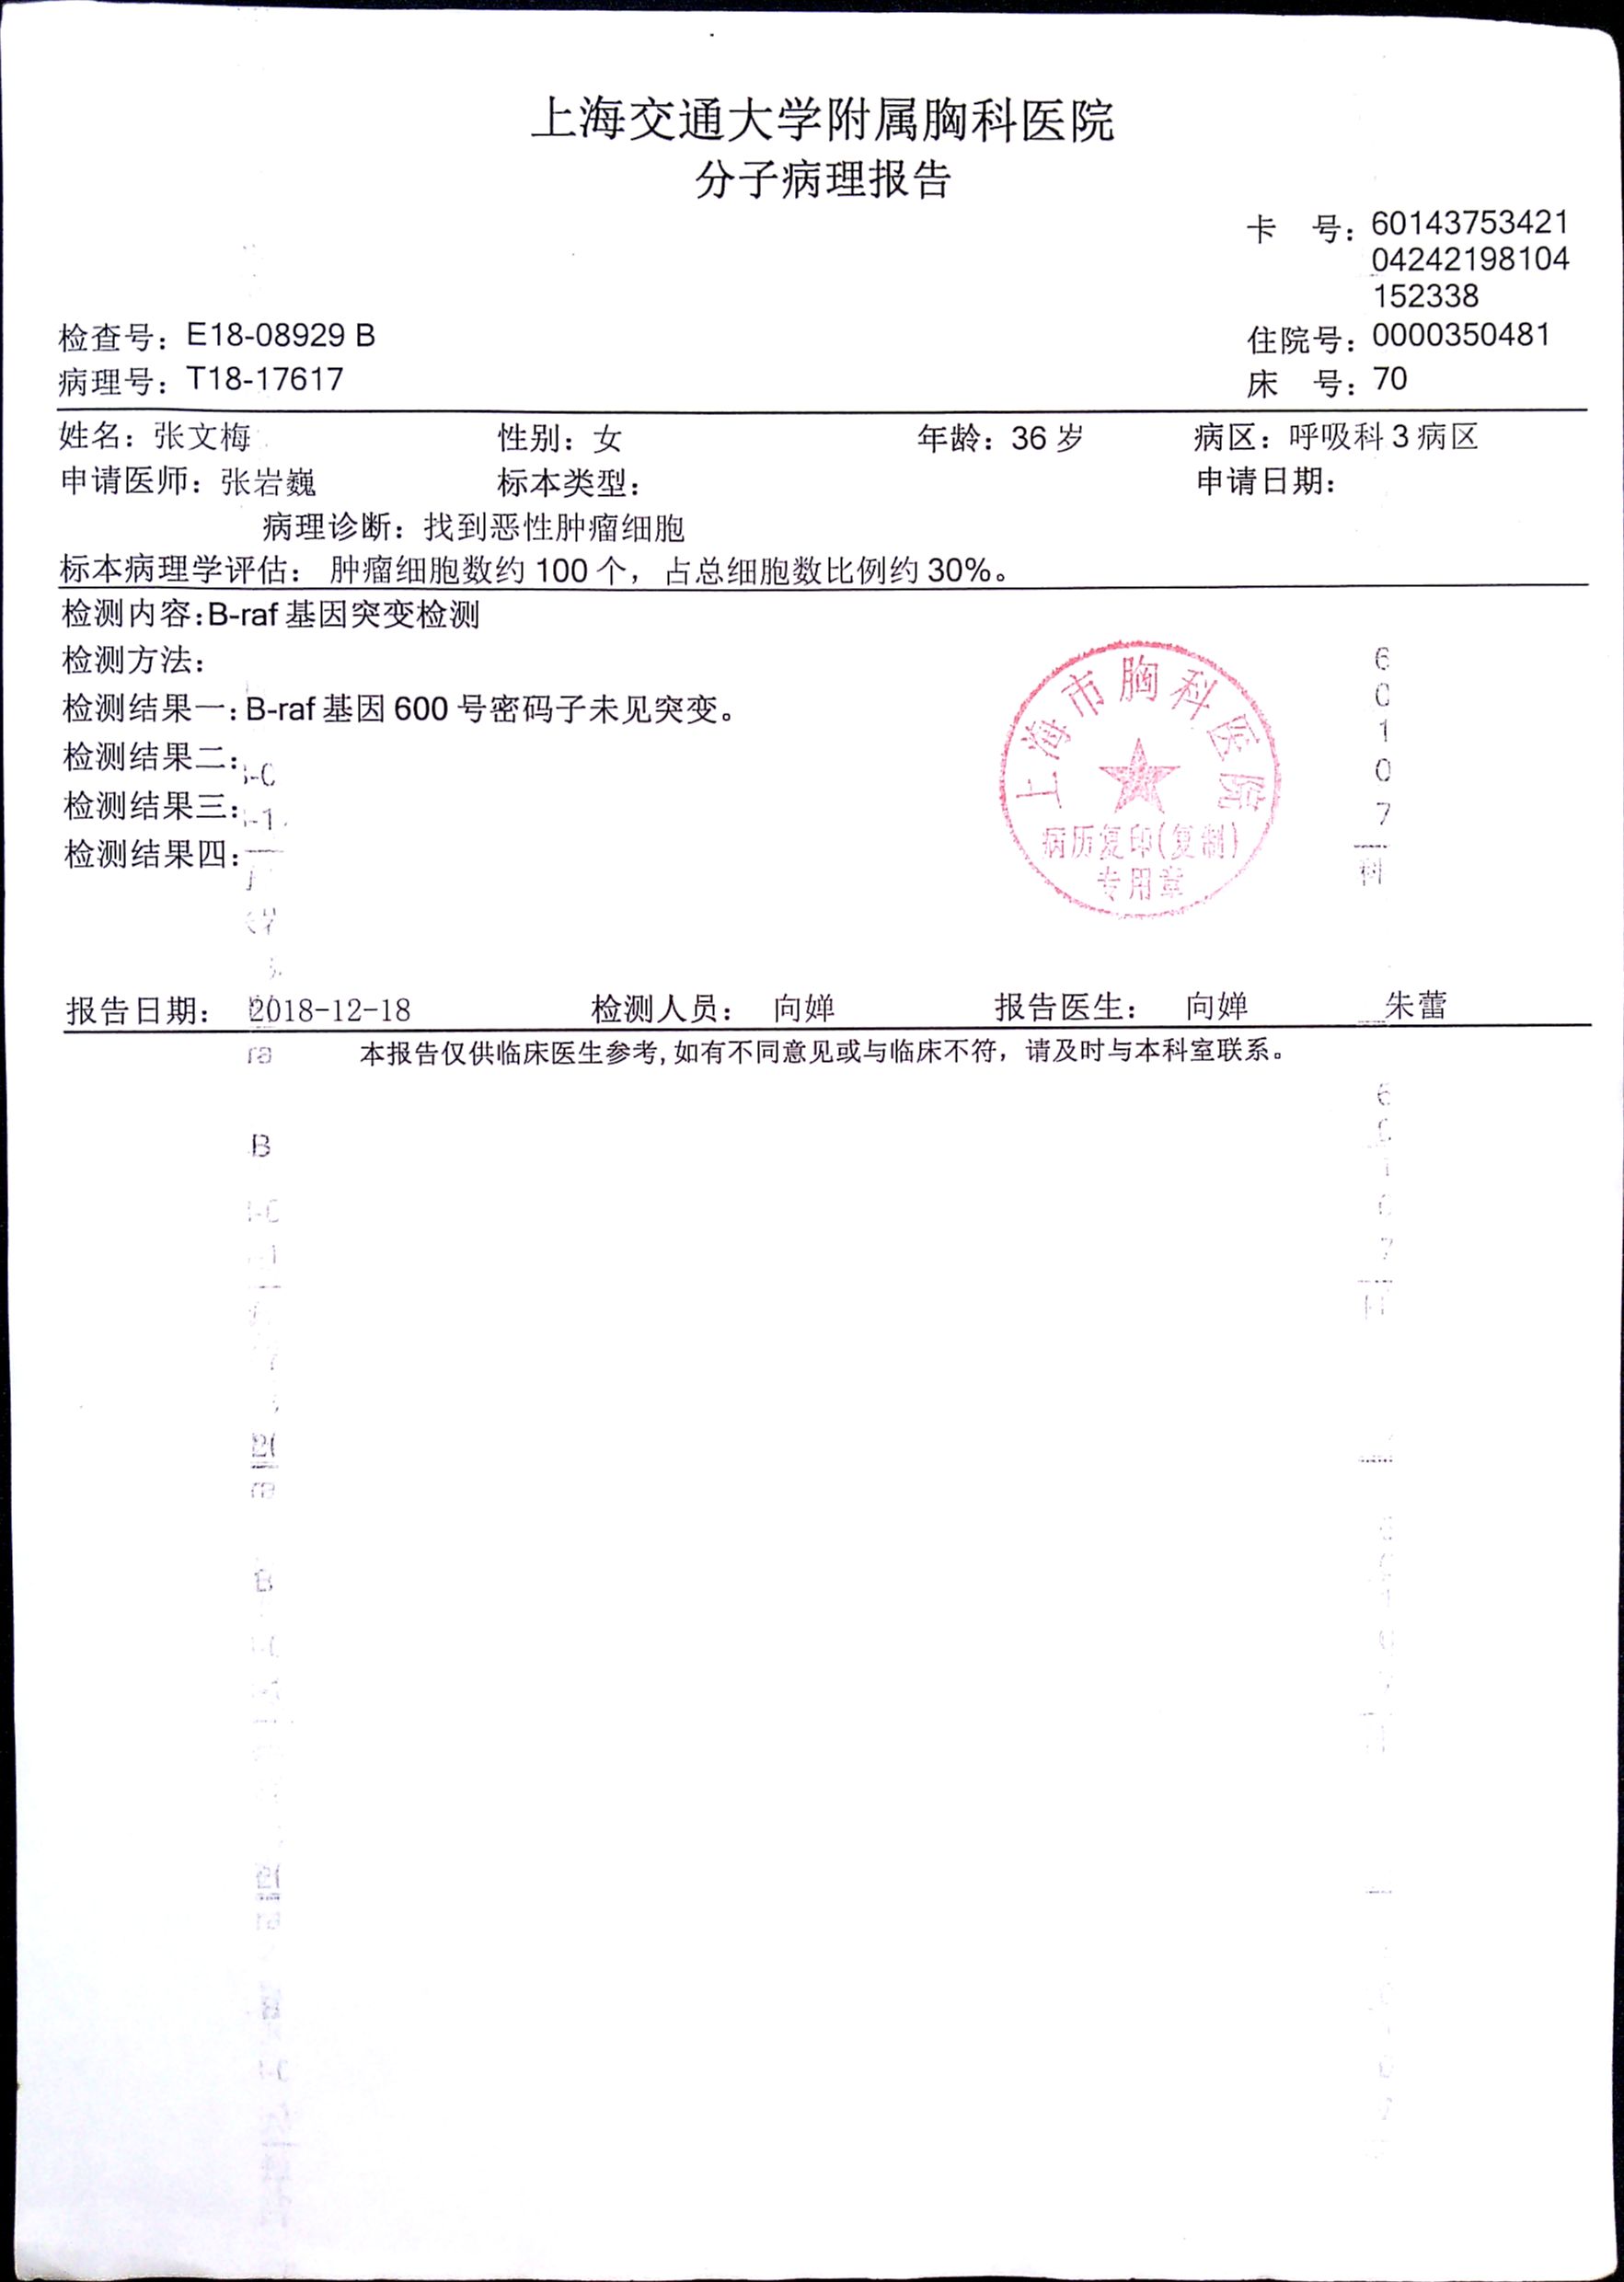 上海交通大学附属胸科医院
分子病理报告
卡 号：60143753421
04242198104
152338
检查号：E18-08929 B 住院号：0000350481
病理号：T18-17617 床 号：70
姓名：张文梅 性别：女 年龄：36 岁 病区：呼吸科 3 病区
申请医师：张岩巍 标本类型： 申请日期：
病理诊断：找到恶性肿瘤细胞
标本病理学评估： 肿瘤细胞数约 100 个，占总细胞数比例约 30%。
检测内容:B-raf 基因突变检测
检测方法：
检测结果一:B-raf 基因 600 号密码子未见突变。
检测结果二:
检测结果三:
检测结果四:
上海市胸科医院
病历复印(复制)
专用章
6
0
1
0
7
科
报告日期： 2018-12-18 检测人员： 向婵 报告医生： 向婵 朱蕾
本报告仅供临床医生参考,如有不同意见或与临床不符，请及时与本科室联系。
ra
B